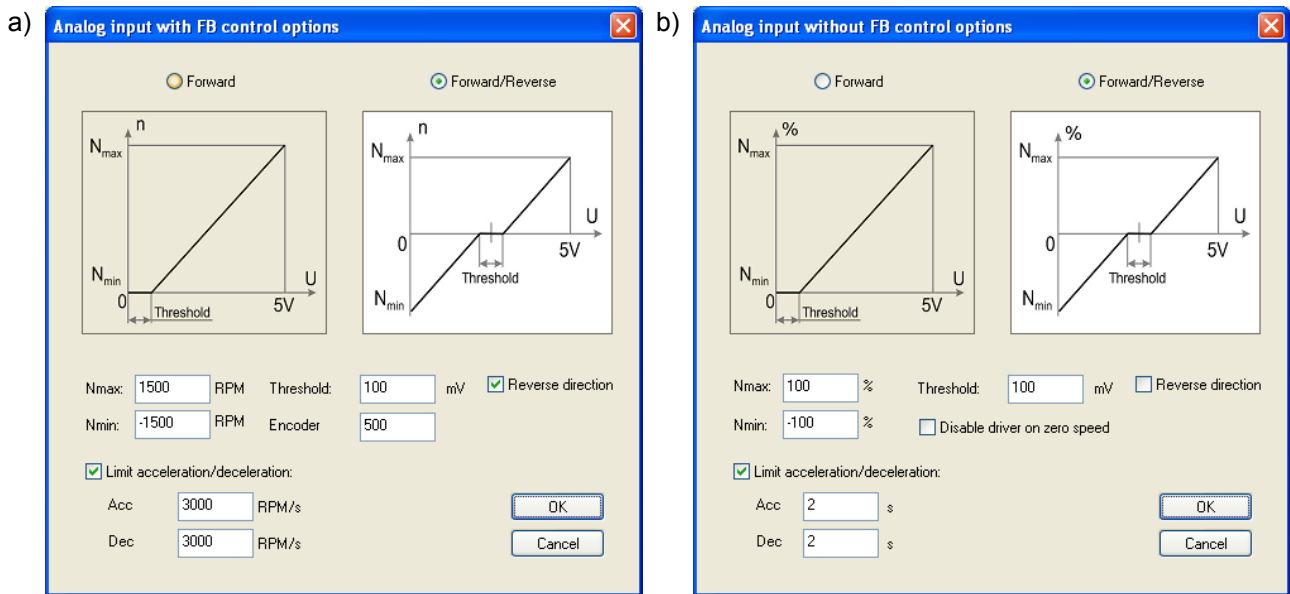 a)
Analog input with FB control options
Forward
Forward/Reverse
n
Nmax
Nmin
0
Threshold
5V
U
n
Nmax
0
U
5V
Threshold
Nmin
Nmax: 1500 RPM Threshold: 100 mV Reverse direction
Nmin: -1500 RPM Encoder 500
Limit acceleration/deceleration:
Acc 3000 RPM/s OK
Dec 3000 RPM/s Cancel
b)
Analog input without FB control options
Forward
Forward/Reverse
%
Nmax
Nmin
0
Threshold
5V
U
%
Nmax
0
U
5V
Threshold
Nmin
Nmax: 100 % Threshold: 100 mV Reverse direction
Nmin: -100 % Disable driver on zero speed
Limit acceleration/deceleration:
Acc 2 s OK
Dec 2 s Cancel